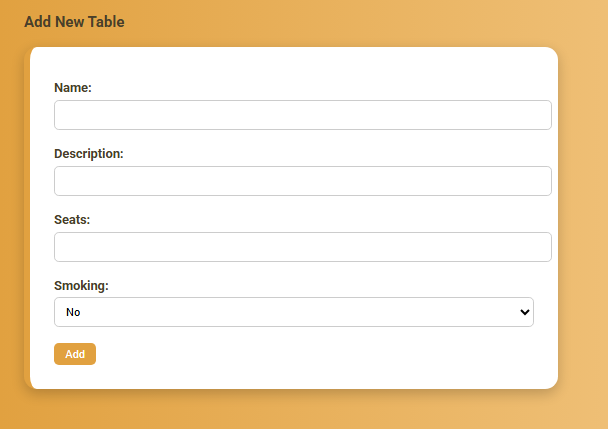 Add New Table
Name:
Description:
Seats:
Smoking:
No
Add